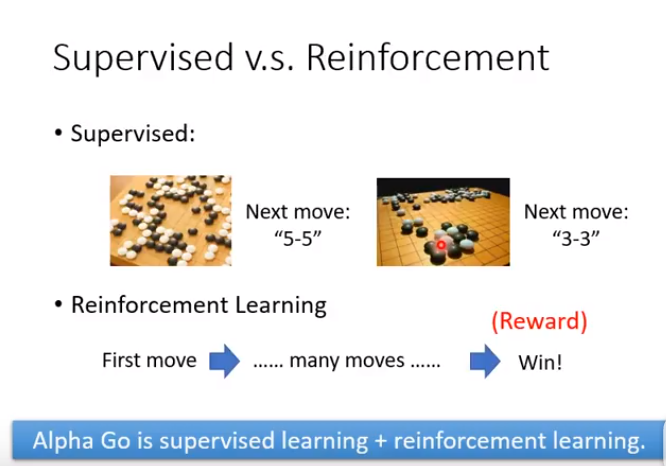 Supervised v.s. Reinforcement
• Supervised:
Next move:
“5-5”
Next move:
“3-3”
• Reinforcement Learning
(Reward)
First move
...... many moves ......
Win!
Alpha Go is supervised learning + reinforcement learning.